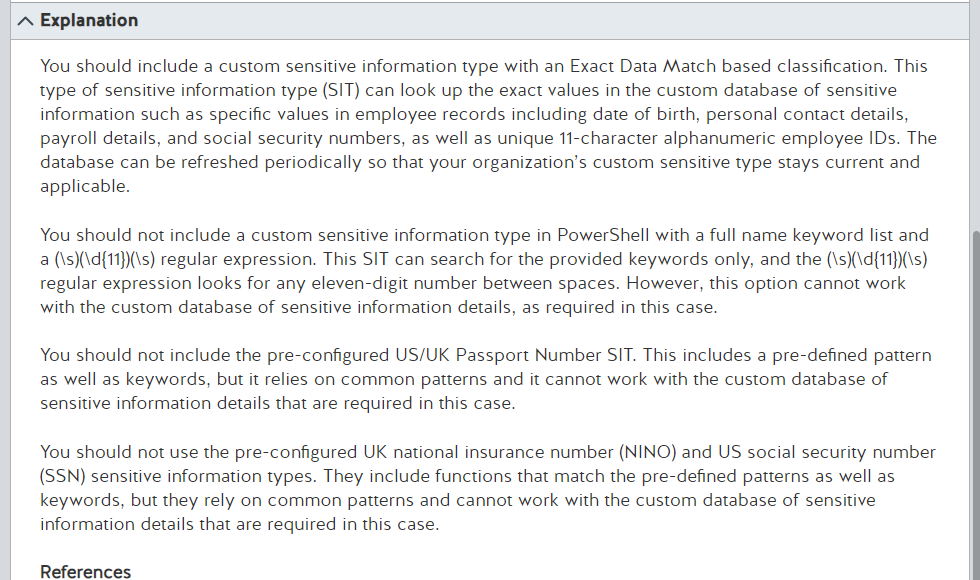 Explanation
You should include a custom sensitive information type with an Exact Data Match based classification. This
type of sensitive information type (SIT) can look up the exact values in the custom database of sensitive
information such as specific values in employee records including date of birth, personal contact details,
payroll details, and social security numbers, as well as unique 11-character alphanumeric employee IDs. The
database can be refreshed periodically so that your organization's custom sensitive type stays current and
applicable.
You should not include a custom sensitive information type in PowerShell with a full name keyword list and
a (\s)(\d{11})(\s) regular expression. This SIT can search for the provided keywords only, and the (\s)(\d{11})(\s)
regular expression looks for any eleven-digit number between spaces. However, this option cannot work
with the custom database of sensitive information details, as required in this case.
You should not include the pre-configured US/UK Passport Number SIT. This includes a pre-defined pattern
as well as keywords, but it relies on common patterns and it cannot work with the custom database of
sensitive information details that are required in this case.
You should not use the pre-configured UK national insurance number (NINO) and US social security number
(SSN) sensitive information types. They include functions that match the pre-defined patterns as well as
keywords, but they rely on common patterns and cannot work with the custom database of sensitive
information details that are required in this case.
References